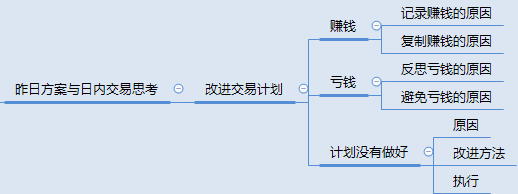 昨日方案与日内交易思考
改进交易计划
赚钱
记录赚钱的原因
复制赚钱的原因
亏钱
反思亏钱的原因
避免亏钱的原因
计划没有做好
原因
改进方法
执行